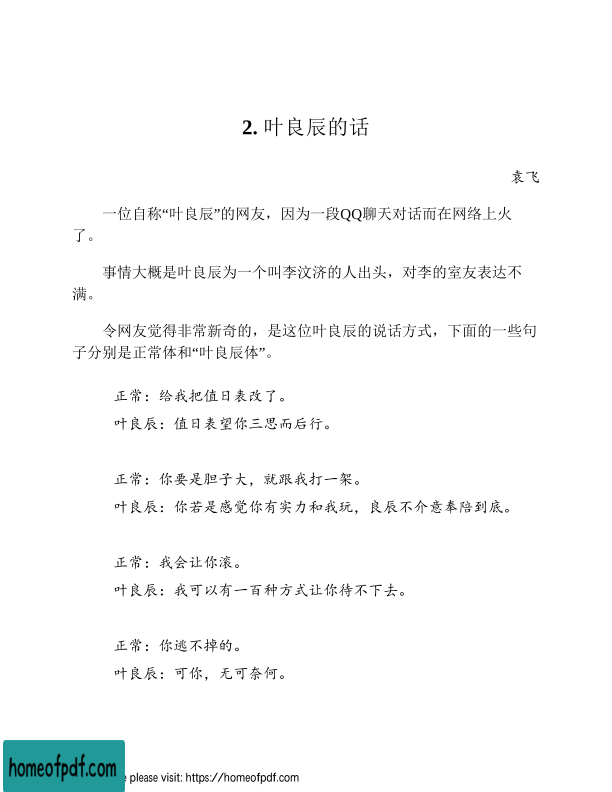 2. 叶良辰的话
袁飞
一位自称“叶良辰”的网友，因为一段QQ聊天对话而在网络上火
了。
事情大概是叶良辰为一个叫李汶济的人出头，对李的室友表达不
满。
令网友觉得非常新奇的，是这位叶良辰的说话方式，下面的一些句
子分别是正常体和“叶良辰体”。
正常：给我把值日表改了。
叶良辰：值日表望你三思而后行。
正常：你要是胆子大，就跟我打一架。
叶良辰：你若是感觉你有实力和我玩，良辰不介意奉陪到底。
正常：我会让你滚。
叶良辰：我可以有一百种方式让你待不下去。
正常：你逃不掉的。
叶良辰：可你，无可奈何。
homeofpdf.com
e please visit: https://homeofpdf.com